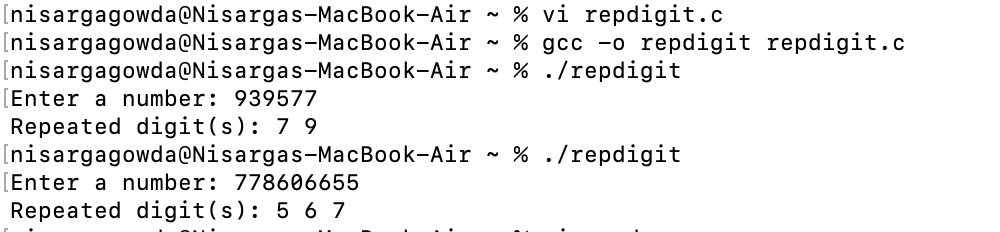 [nisargagowda@Nisargas-MacBook-Air ~ % vi repdigit.c
[nisargagowda@Nisargas-MacBook-Air ~ % gcc -o repdigit repdigit.c
[nisargagowda@Nisargas-MacBook-Air ~ % ./repdigit
[Enter a number: 939577
Repeated digit(s): 7 9
[nisargagowda@Nisargas-MacBook-Air ~ % ./repdigit
[Enter a number: 778606655
Repeated digit(s): 5 6 7